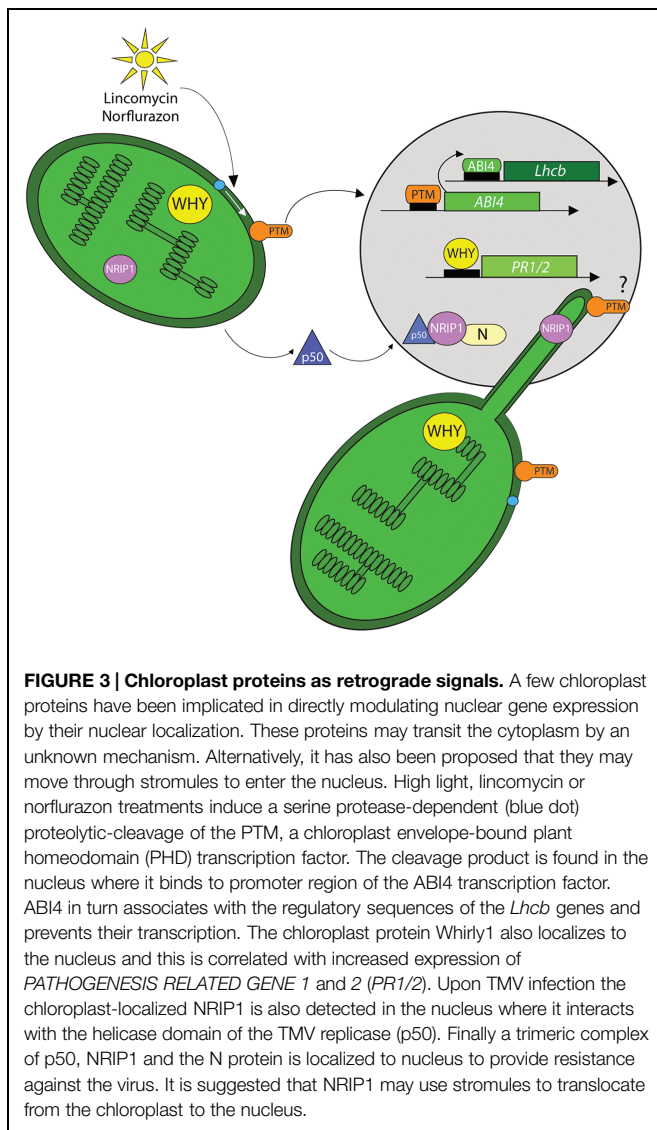 Lincomycin
Norflurazon
WHY
NRIP1
PTM
ABI4
Lhcb
PTM
ABI4
WHY
PR1/2
?
PTM
p50
NRIP1
N
NRIP1
p50
WHY
PTM
FIGURE 3 | Chloroplast proteins as retrograde signals. A few chloroplast
proteins have been implicated in directly modulating nuclear gene expression
by their nuclear localization. These proteins may transit the cytoplasm by an
unknown mechanism. Alternatively, it has also been proposed that they may
move through stromules to enter the nucleus. High light, lincomycin or
norflurazon treatments induce a serine protease-dependent (blue dot)
proteolytic-cleavage of the PTM, a chloroplast envelope-bound plant
homeodomain (PHD) transcription factor. The cleavage product is found in the
nucleus where it binds to promoter region of the ABI4 transcription factor.
ABI4 in turn associates with the regulatory sequences of the Lhcb genes and
prevents their transcription. The chloroplast protein Whirly1 also localizes to
the nucleus and this is correlated with increased expression of
PATHOGENESIS RELATED GENE 1 and 2 (PR1/2). Upon TMV infection the
chloroplast-localized NRIP1 is also detected in the nucleus where it interacts
with the helicase domain of the TMV replicase (p50). Finally a trimeric complex
of p50, NRIP1 and the N protein is localized to nucleus to provide resistance
against the virus. It is suggested that NRIP1 may use stromules to translocate
from the chloroplast to the nucleus.